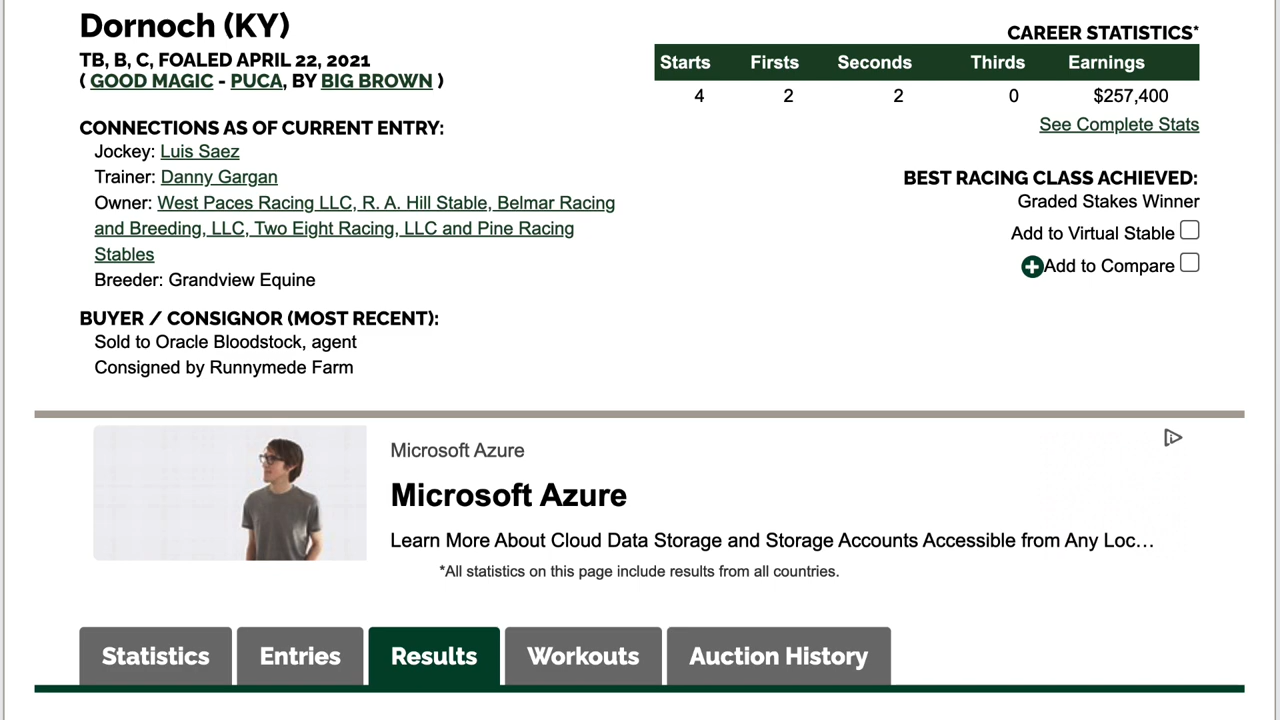 Dornoch (KY)
TB, B, C, FOALED APRIL 22, 2021
( GOOD MAGIC - PUCA, BY BIG BROWN )
CONNECTIONS AS OF CURRENT ENTRY:
Jockey: Luis Saez
Trainer: Danny Gargan
Owner: West Paces Racing LLC, R. A. Hill Stable, Belmar Racing
and Breeding, LLC, Two Eight Racing, LLC and Pine Racing
Stables
Breeder: Grandview Equine
BUYER / CONSIGNOR (MOST RECENT):
Sold to Oracle Bloodstock, agent
Consigned by Runnymede Farm
CAREER STATISTICS*
Starts Firsts Seconds Thirds Earnings
4 2 2 0 $257,400
See Complete Stats
BEST RACING CLASS ACHIEVED:
Graded Stakes Winner
Add to Virtual Stable
Add to Compare
Microsoft Azure
Microsoft Azure
Learn More About Cloud Data Storage and Storage Accounts Accessible from Any Loc…
*All statistics on this page include results from all countries.
Statistics Entries Results Workouts Auction History